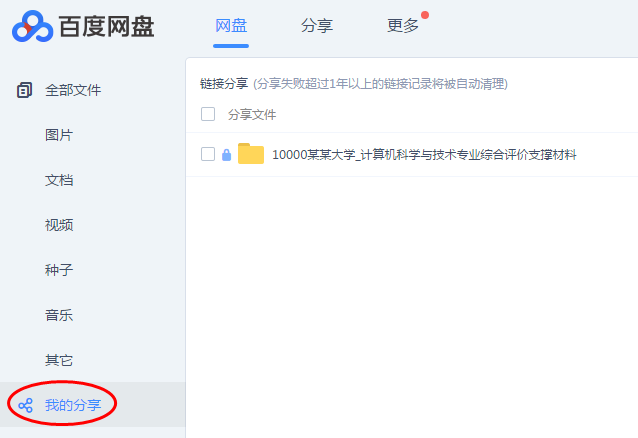 百度网盘
网盘 分享 更多
全部文件
图片
文档
视频
种子
音乐
其它
我的分享
链接分享 (分享失败超过1年以上的链接记录将被自动清理)
分享文件
10000某某大学_计算机科学与技术专业综合评价支撑材料